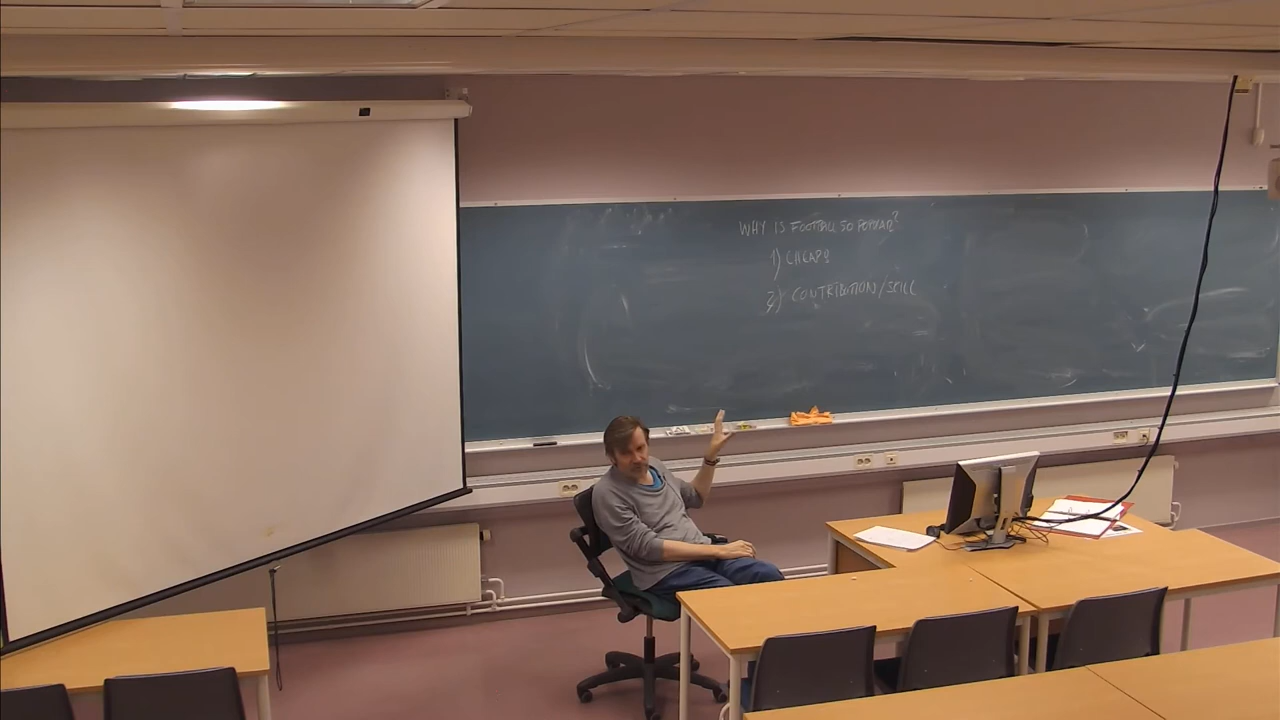 WHY IS FOOTBALL SO POPULAR?
1) CHEAP?
2) CONTRIBUTION/SKILL